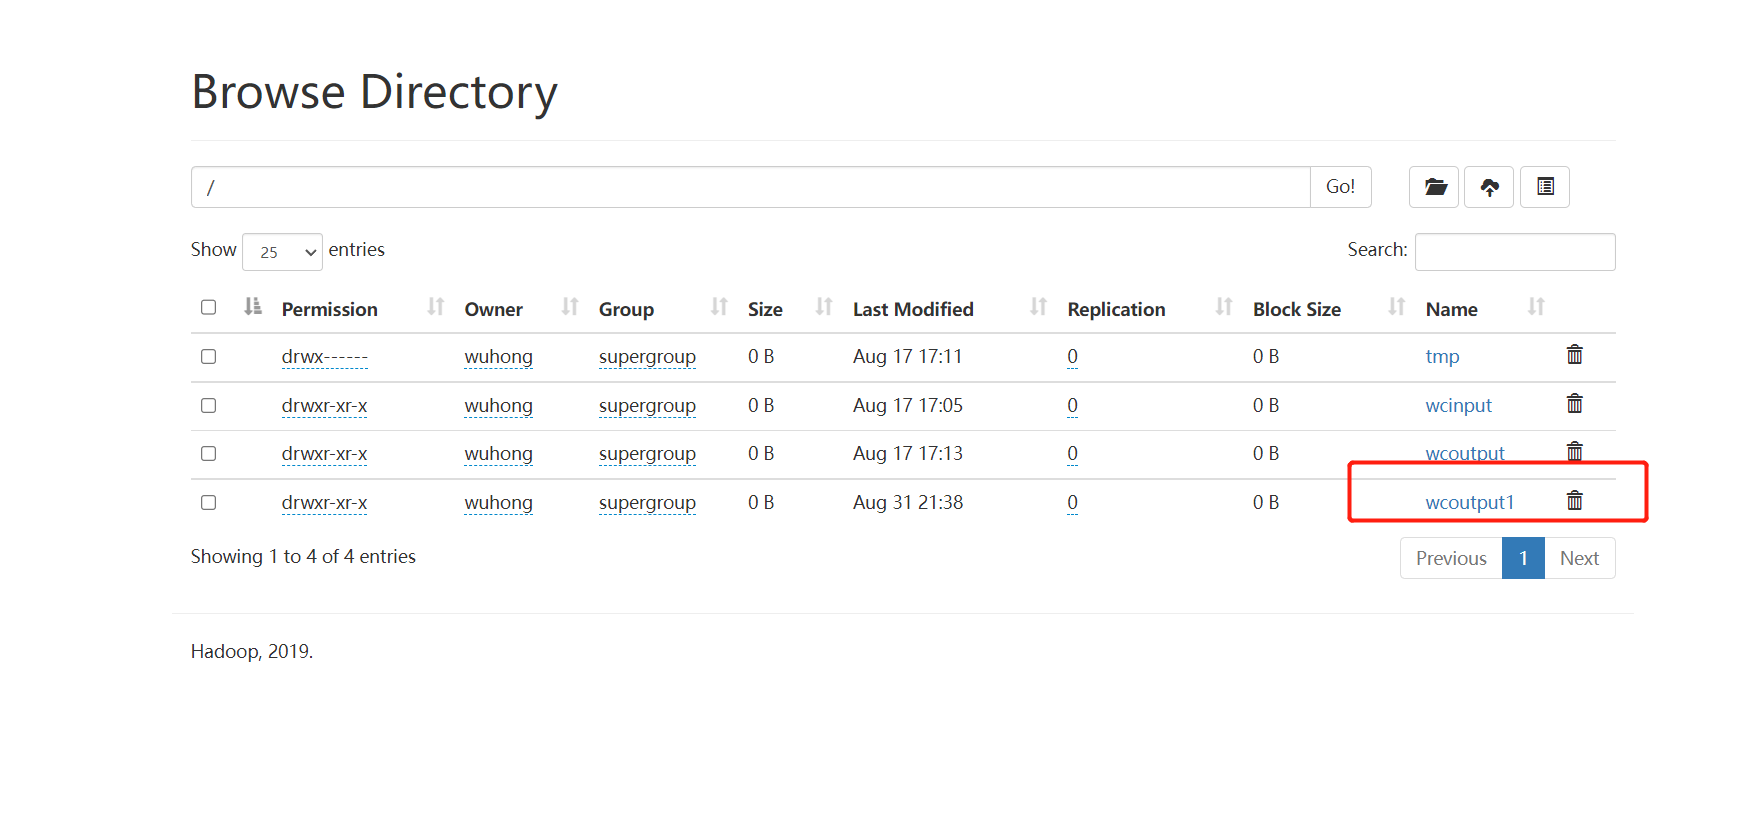 Browse Directory
/ Go!
Show 25 entries Search:
Permission Owner Group Size Last Modified Replication Block Size Name
drwx------ wuhong supergroup 0 B Aug 17 17:11 0 0 B tmp
drwxr-xr-x wuhong supergroup 0 B Aug 17 17:05 0 0 B wcinput
drwxr-xr-x wuhong supergroup 0 B Aug 17 17:13 0 0 B wcoutput
drwxr-xr-x wuhong supergroup 0 B Aug 31 21:38 0 0 B wcoutput1
Showing 1 to 4 of 4 entries Previous 1 Next
Hadoop, 2019.